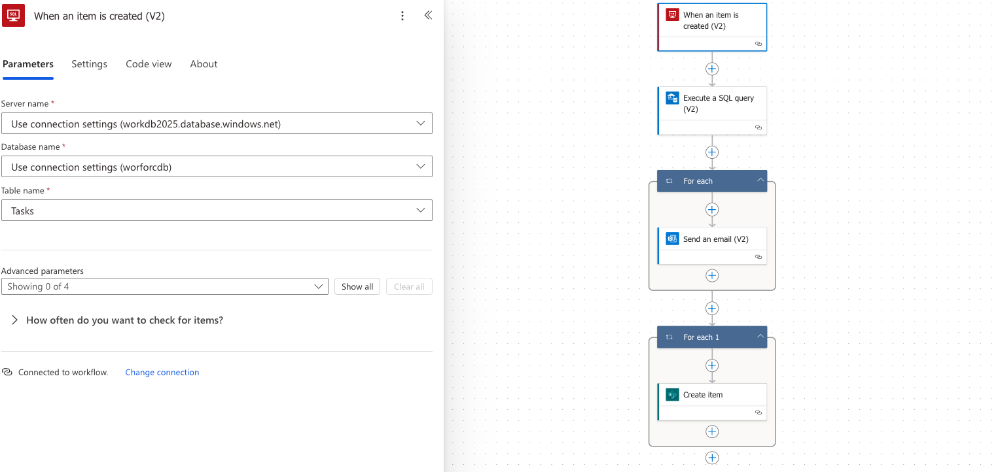 When an item is created (V2)
Parameters
Settings
Code view
About
Server name *
Use connection settings (workdb2025.database.windows.net)
Database name *
Use connection settings (worforcdb)
Table name *
Tasks
Advanced parameters
Showing 0 of 4
Show all
Clear all
How often do you want to check for items?
Connected to workflow.
Change connection
When an item is
created (V2)
Execute a SQL query
(V2)
For each
Send an email (V2)
For each 1
Create item